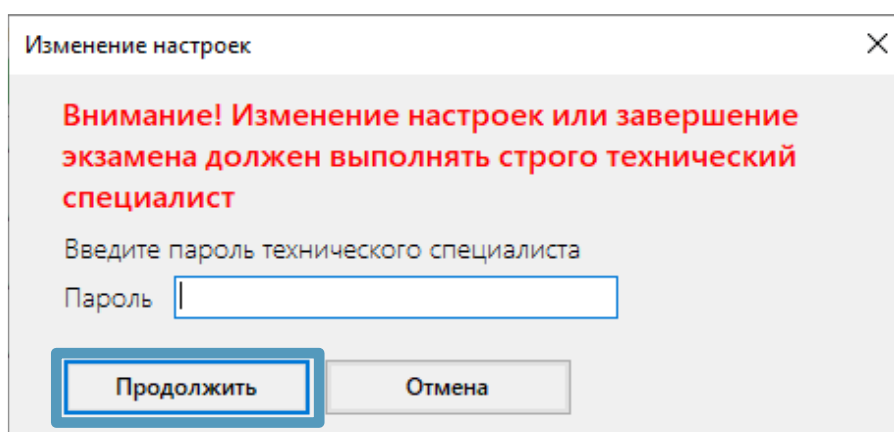 Изменение настроек
Внимание! Изменение настроек или завершение
экзамена должен выполнять строго технический
специалист
Введите пароль технического специалиста
Пароль
Продолжить Отмена